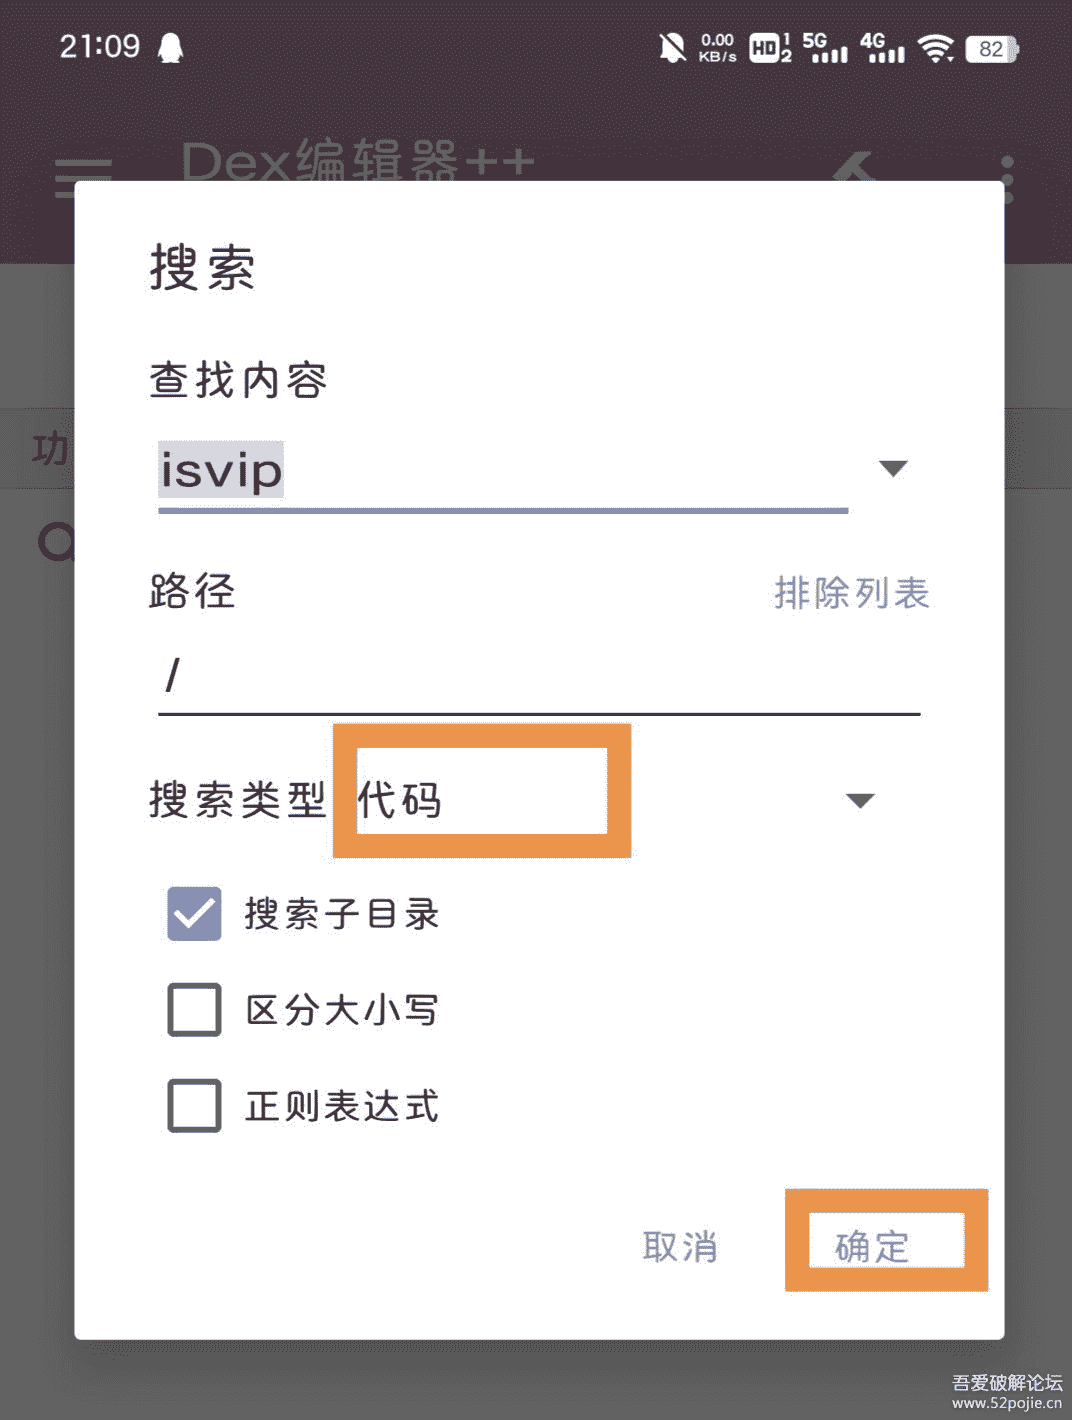 21:09
0.00
KB/s
HD 1 2
5G
4G
82
Dex编辑器++
搜索
查找内容
功
isvip
路径
排除列表
/
搜索类型 代码
搜索子目录
区分大小写
正则表达式
取消
确定
吾爱破解论坛
www.52pojie.cn